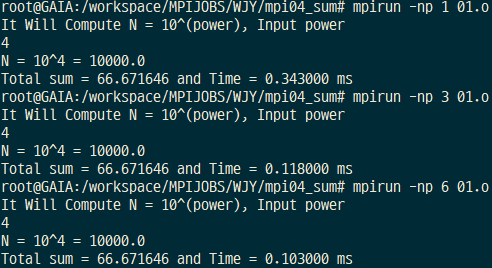 root@GAIA:/workspace/MPIJOBS/WJY/mpi04_sum# mpirun -np 1 01.o
It Will Compute N = 10^(power), Input power
4
N = 10^4 = 10000.0
Total sum = 66.671646 and Time = 0.343000 ms
root@GAIA:/workspace/MPIJOBS/WJY/mpi04_sum# mpirun -np 3 01.o
It Will Compute N = 10^(power), Input power
4
N = 10^4 = 10000.0
Total sum = 66.671646 and Time = 0.118000 ms
root@GAIA:/workspace/MPIJOBS/WJY/mpi04_sum# mpirun -np 6 01.o
It Will Compute N = 10^(power), Input power
4
N = 10^4 = 10000.0
Total sum = 66.671646 and Time = 0.103000 ms